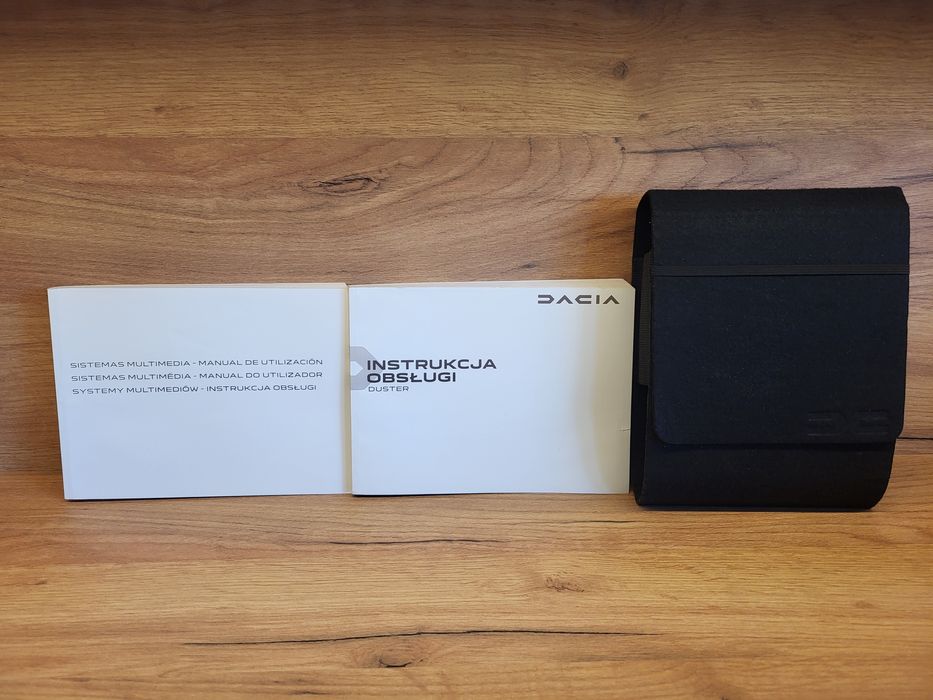 SISTEMAS MULTIMEDIA - MANUAL DE UTILIZACIÓN
SISTEMAS MULTIMÉDIA - MANUAL DO UTILIZADOR
SYSTEMY MULTIMEDIÓW - INSTRUKCJA OBSŁUGI
DACIA
INSTRUKCJA
OBSŁUGI
DUSTER